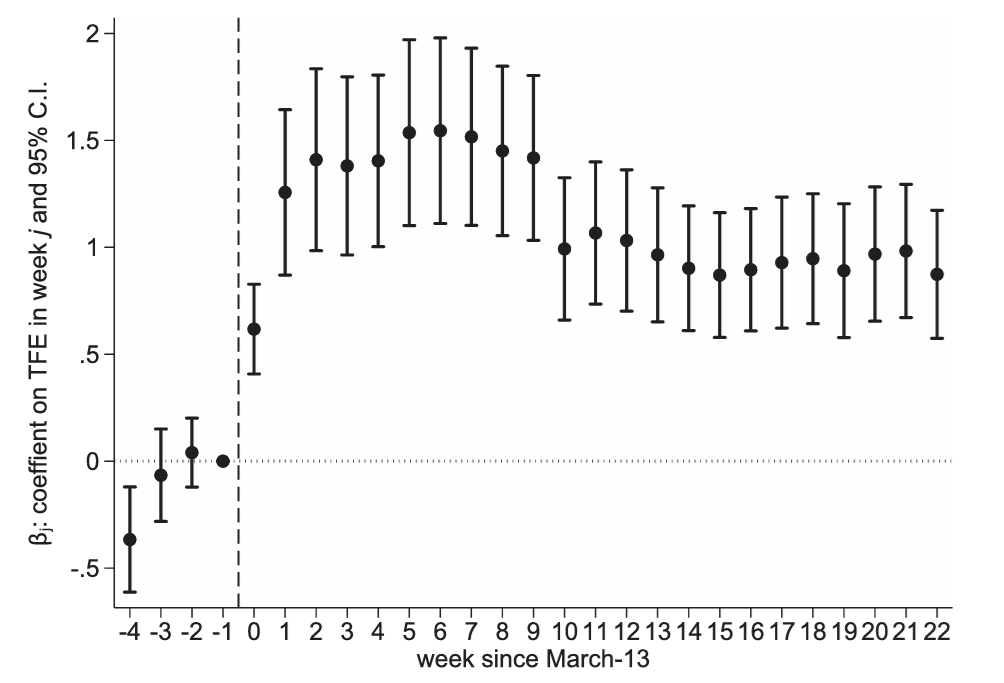 βj: coeffient on TFE in week j and 95% C.I.
2
1.5
1
.5
0
-.5
-4 -3 -2 -1 0 1 2 3 4 5 6 7 8 9 10 11 12 13 14 15 16 17 18 19 20 21 22
week since March-13